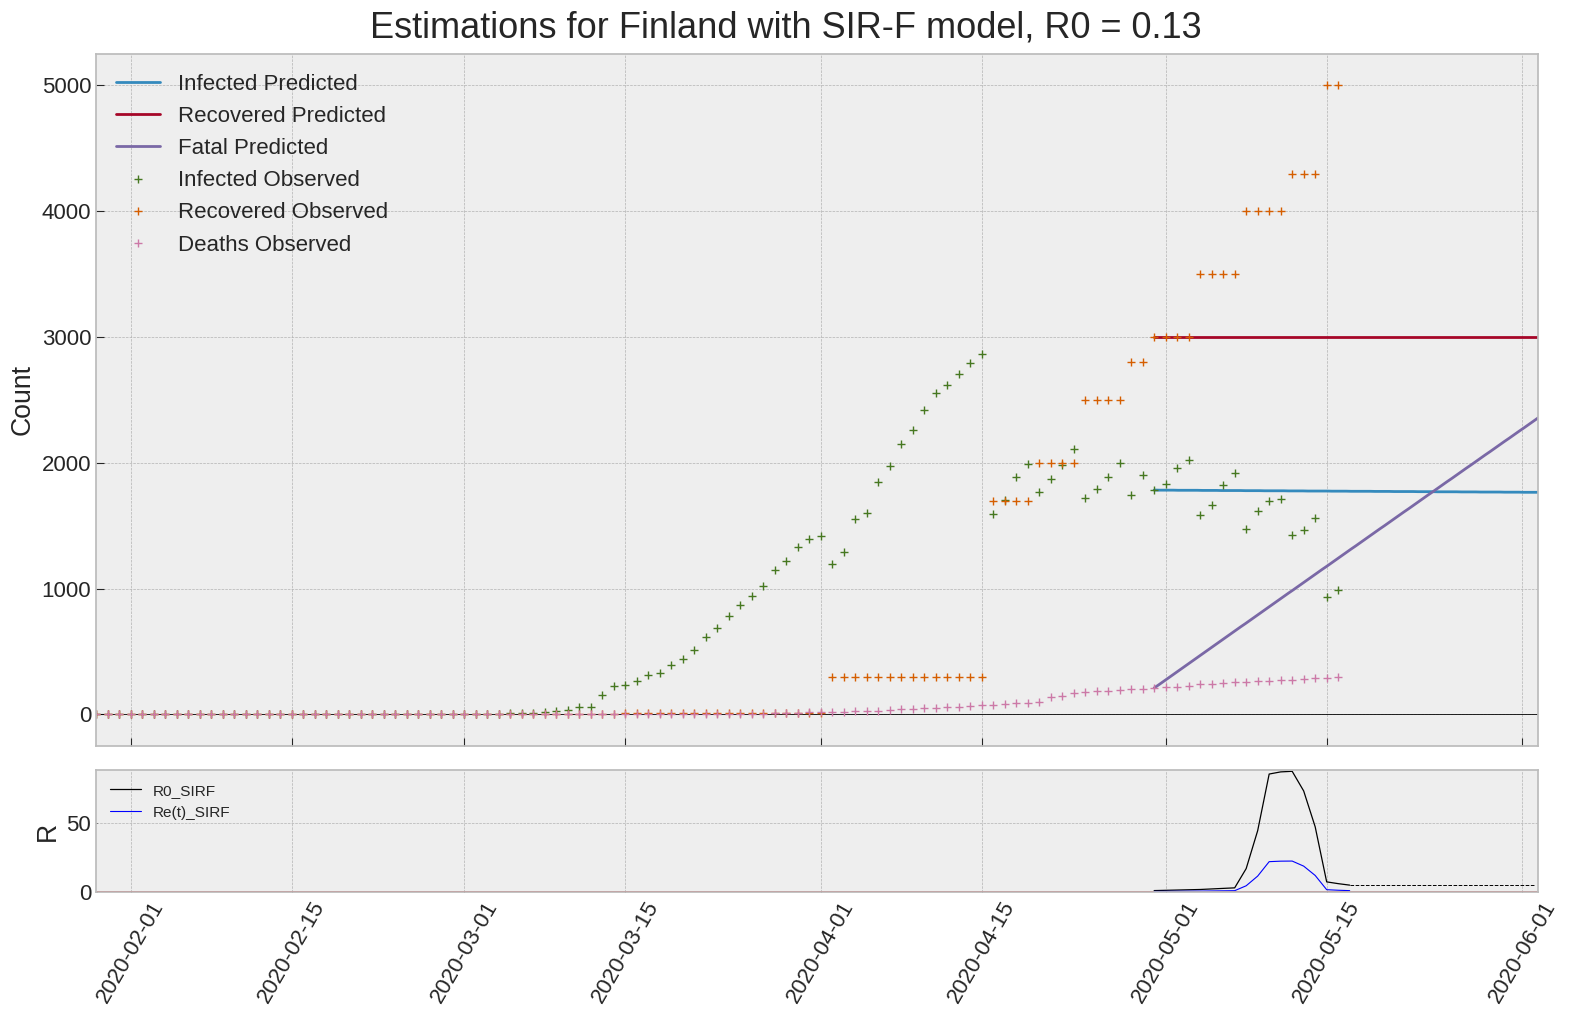 Estimations for Finland with SIR-F model, R0 = 0.13
Count
5000
4000
3000
2000
1000
0
Infected Predicted
Recovered Predicted
Fatal Predicted
Infected Observed
Recovered Observed
Deaths Observed
R
50
0
R0_SIRF
Re(t)_SIRF
2020-02-01
2020-02-15
2020-03-01
2020-03-15
2020-04-01
2020-04-15
2020-05-01
2020-05-15
2020-06-01